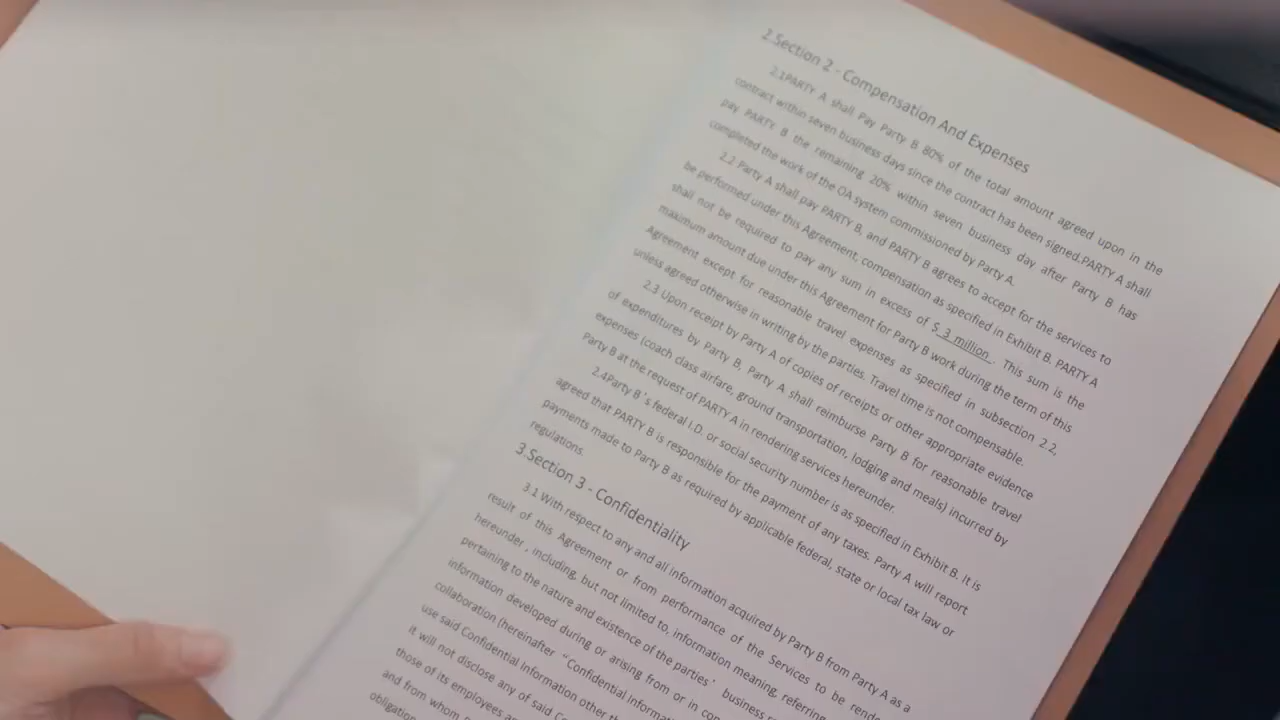 2.Section 2 - Compensation And Expenses
2.1PARTY A shall Pay Party B 80% of the total amount agreed upon in the
contract within seven business days since the contract has been signed.PARTY A shall
pay PARTY B the remaining 20% within seven business day after Party B has
completed the work of the OA system commissioned by Party A.
2.2 Party A shall pay PARTY B, and PARTY B agrees to accept for the services to
be performed under this Agreement, compensation as specified in Exhibit B. PARTY A
shall not be required to pay any sum in excess of $ 3 million . This sum is the
maximum amount due under this Agreement for Party B work during the term of this
Agreement except for reasonable travel expenses as specified in subsection 2.2,
unless agreed otherwise in writing by the parties. Travel time is not compensable.
2.3 Upon receipt by Party A of copies of receipts or other appropriate evidence
of expenditures by Party B, Party A shall reimburse Party B for reasonable travel
expenses (coach class airfare, ground transportation, lodging and meals) incurred by
Party B at the request of PARTY A in rendering services hereunder.
2.4Party B's federal I.D. or social security number is as specified in Exhibit B. It is
agreed that PARTY B is responsible for the payment of any taxes. Party A will report
payments made to Party B as required by applicable federal, state or local tax law or
regulations.
3.Section 3 - Confidentiality
3.1 With respect to any and all information acquired by Party B from Party A as a
result of this Agreement or from performance of the Services to be rende
hereunder , including, but not limited to, information meaning, referring
pertaining to the nature and existence of the parties' business
information developed during or arising from or in con
collaboration (hereinafter "Confidential Informat
use said Confidential Information other
it will not disclose any of said
those of its employees
and from whom
obligation